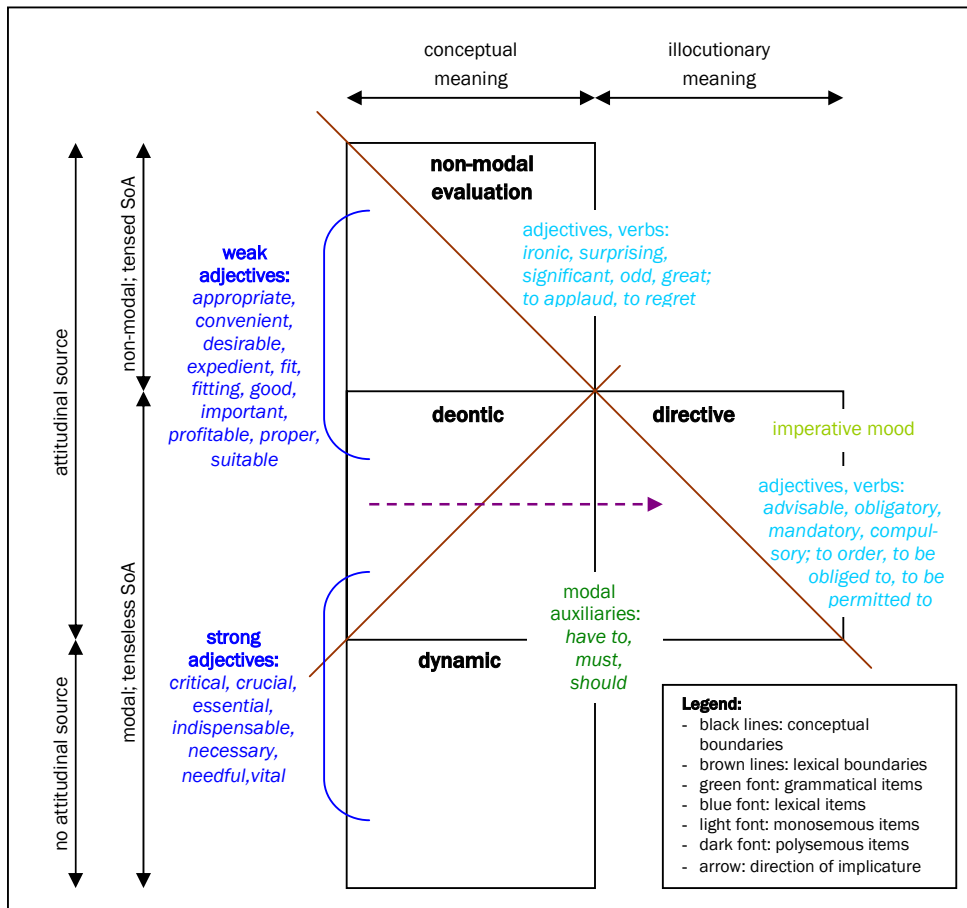 conceptual
meaning
illocutionary
meaning
attitudinal source
no attitudinal source
non-modal; tensed SoA
modal; tenseless SoA
non-modal
evaluation
weak
adjectives:
appropriate,
convenient,
desirable,
expedient, fit,
fitting, good,
important,
profitable, proper,
suitable
adjectives, verbs:
ironic, surprising,
significant, odd, great;
to applaud, to regret
deontic
directive
imperative mood
adjectives, verbs:
advisable, obligatory,
mandatory, compul-
sory; to order, to be
obliged to, to be
permitted to
modal
auxiliaries:
have to,
must,
should
strong
adjectives:
critical, crucial,
essential,
indispensable,
necessary,
needful,vital
dynamic
Legend:
- black lines: conceptual
boundaries
- brown lines: lexical boundaries
- green font: grammatical items
- blue font: lexical items
- light font: monosemous items
- dark font: polysemous items
- arrow: direction of implicature